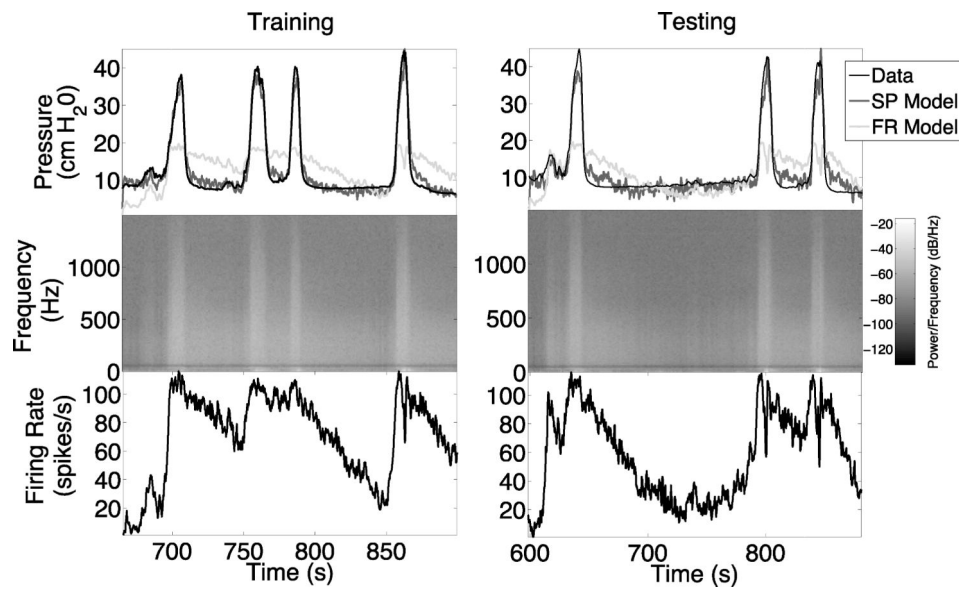 Training
Testing
Pressure
(cm H20)
40
30
20
10
40
30
20
10
Data
SP Model
FR Model
Frequency
(Hz)
1000
500
0
1000
500
0
−20
−40
−60
−80
−100
−120
Power/Frequency (dB/Hz)
Firing Rate
(spikes/s)
100
80
60
40
20
100
80
60
40
20
700 750 800 850
600 700 800
Time (s)
Time (s)